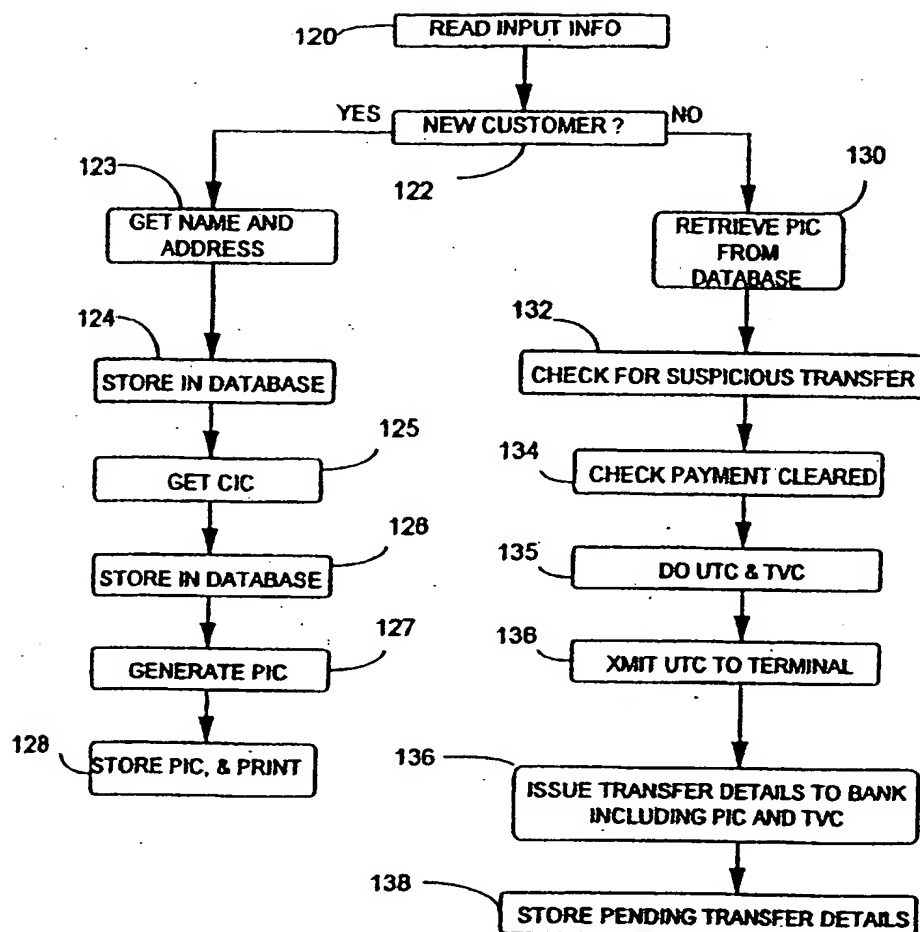 120
READ INPUT INFO
YES
NEW CUSTOMER ?
NO
122
123
GET NAME AND
ADDRESS
124
STORE IN DATABASE
125
GET CIC
126
STORE IN DATABASE
127
GENERATE PIC
128
STORE PIC, & PRINT
130
RETRIEVE PIC
FROM
DATABASE
132
CHECK FOR SUSPICIOUS TRANSFER
134
CHECK PAYMENT CLEARED
135
DO UTC & TVC
136
XMIT UTC TO TERMINAL
136
ISSUE TRANSFER DETAILS TO BANK
INCLUDING PIC AND TVC
138
STORE PENDING TRANSFER DETAILS